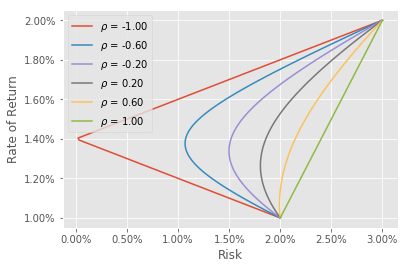 2.00%
1.80%
1.60%
1.40%
1.20%
1.00%
Rate of Return
ρ = -1.00
ρ = -0.60
ρ = -0.20
ρ = 0.20
ρ = 0.60
ρ = 1.00
0.00% 0.50% 1.00% 1.50% 2.00% 2.50% 3.00%
Risk